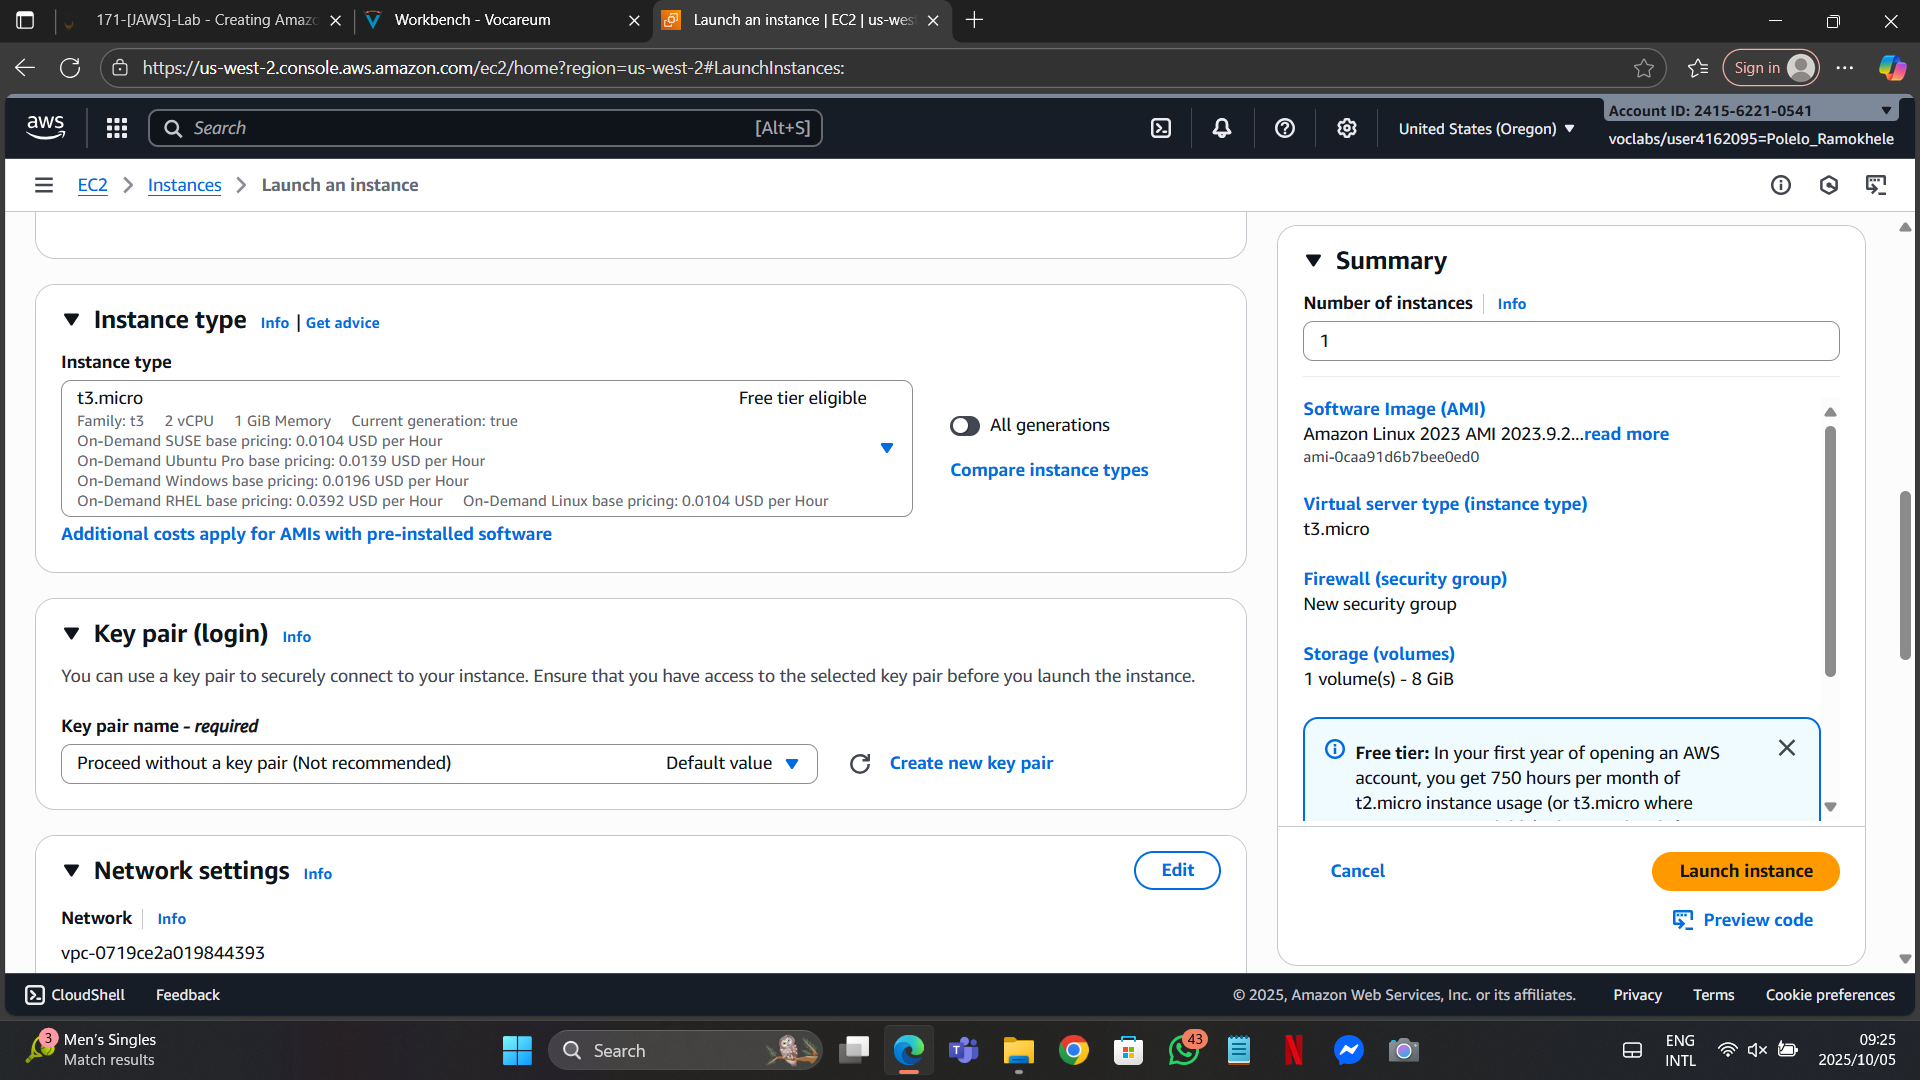 171-[JAWS]-Lab - Creating Amazo
Workbench - Vocareum
Launch an instance | EC2 | us-wes
https://us-west-2.console.aws.amazon.com/ec2/home?region=us-west-2#LaunchInstances:
Sign in
aws
Search
[Alt+S]
United States (Oregon)
Account ID: 2415-6221-0541
voclabs/user4162095=Polelo_Ramokhele
EC2
Instances
Launch an instance
Instance type
Info
| Get advice
Instance type
t3.micro
Free tier eligible
Family: t3 2 vCPU 1 GiB Memory Current generation: true
On-Demand SUSE base pricing: 0.0104 USD per Hour
On-Demand Ubuntu Pro base pricing: 0.0139 USD per Hour
On-Demand Windows base pricing: 0.0196 USD per Hour
On-Demand RHEL base pricing: 0.0392 USD per Hour On-Demand Linux base pricing: 0.0104 USD per Hour
All generations
Compare instance types
Additional costs apply for AMIs with pre-installed software
Key pair (login)
Info
You can use a key pair to securely connect to your instance. Ensure that you have access to the selected key pair before you launch the instance.
Key pair name - required
Proceed without a key pair (Not recommended)
Default value
Create new key pair
Network settings
Info
Edit
Network
Info
vpc-0719ce2a019844393
Summary
Number of instances
Info
1
Software Image (AMI)
Amazon Linux 2023 AMI 2023.9.2...read more
ami-0caa91d6b7bee0ed0
Virtual server type (instance type)
t3.micro
Firewall (security group)
New security group
Storage (volumes)
1 volume(s) - 8 GiB
Free tier: In your first year of opening an AWS
account, you get 750 hours per month of
t2.micro instance usage (or t3.micro where
Cancel
Launch instance
Preview code
CloudShell
Feedback
© 2025, Amazon Web Services, Inc. or its affiliates.
Privacy
Terms
Cookie preferences
3
Men's Singles
Match results
Search
43
ENG
INTL
09:25
2025/10/05